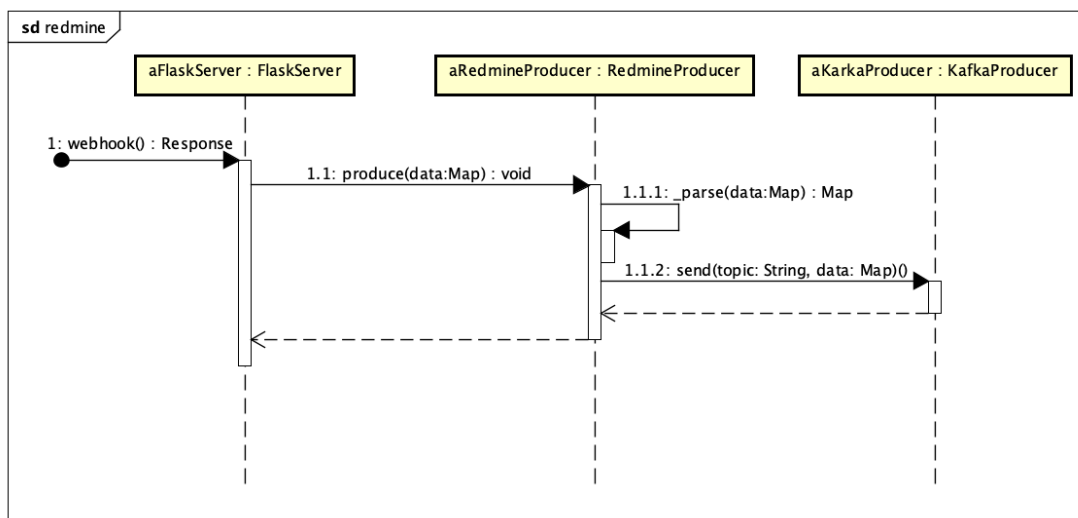 sd redmine
aFlaskServer : FlaskServer
aRedmineProducer : RedmineProducer
aKarkaProducer : KafkaProducer
1: webhook() : Response
1.1: produce(data:Map) : void
1.1.1: _parse(data:Map) : Map
1.1.2: send(topic: String, data: Map)()